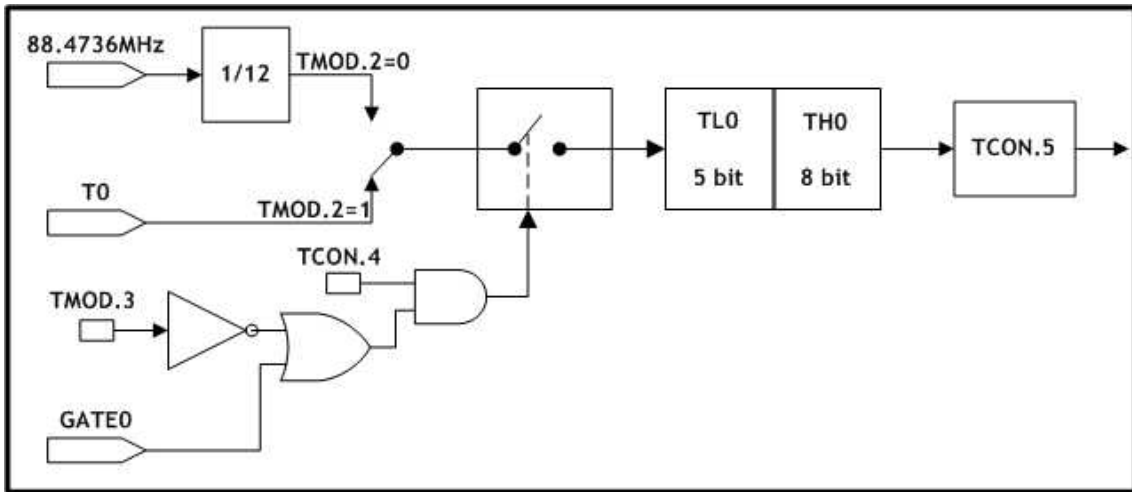 88.4736MHz
1/12
TMOD.2=0
TL0
5 bit
TH0
8 bit
TCON.5
T0
TMOD.2=1
TCON.4
TMOD.3
GATE0